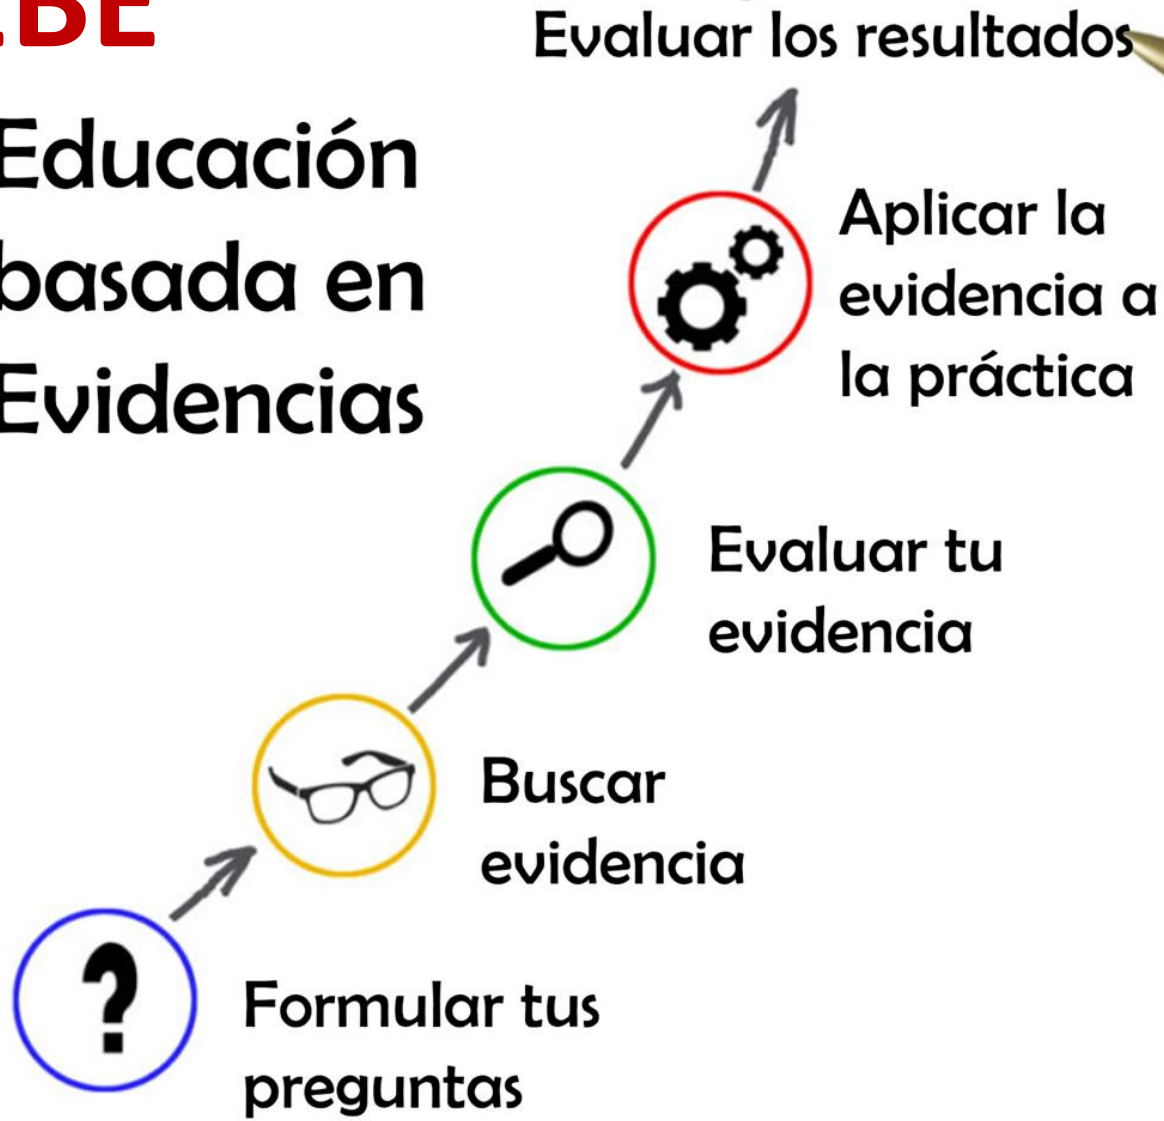 EBE
Educación
basada en
Evidencias
Evaluar los resultados
Aplicar la
evidencia a
la práctica
Evaluar tu
evidencia
Buscar
evidencia
Formular tus
preguntas